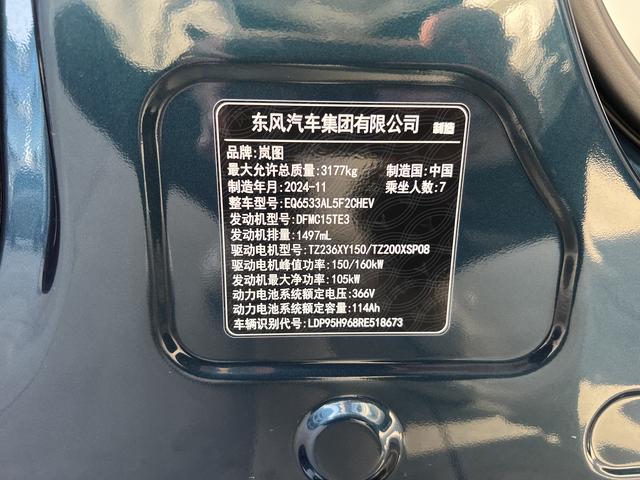 东风汽车集团有限公司 制造
品牌:岚图
最大允许总质量:3177kg 制造国:中国
制造年月:2024-11 乘坐人数:7
整车型号:EQ6533AL5F2CHEV
发动机型号:DFMC15TE3
发动机排量:1497mL
驱动电机型号:TZ236XY150/TZ200XSP08
驱动电机峰值功率:150/160kW
发动机最大净功率:105kW
动力电池系统额定电压:366V
动力电池系统额定容量:114Ah
车辆识别代号:LDP95H968RE518673